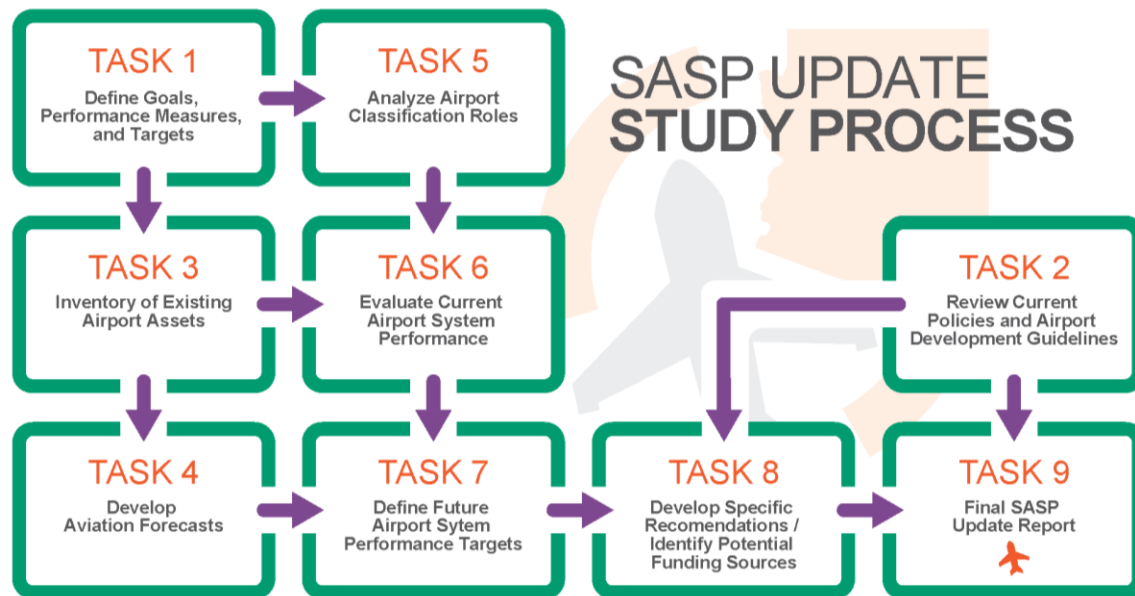 SASP UPDATE
STUDY PROCESS
TASK 1
Define Goals,
Performance Measures,
and Targets
TASK 5
Analyze Airport
Classification Roles
TASK 3
Inventory of Existing
Airport Assets
TASK 6
Evaluate Current
Airport System
Performance
TASK 2
Review Current
Policies and Airport
Development Guidelines
TASK 4
Develop
Aviation Forecasts
TASK 7
Define Future
Airport Sytem
Performance Targets
TASK 8
Develop Specific
Recomendations /
Identify Potential
Funding Sources
TASK 9
Final SASP
Update Report